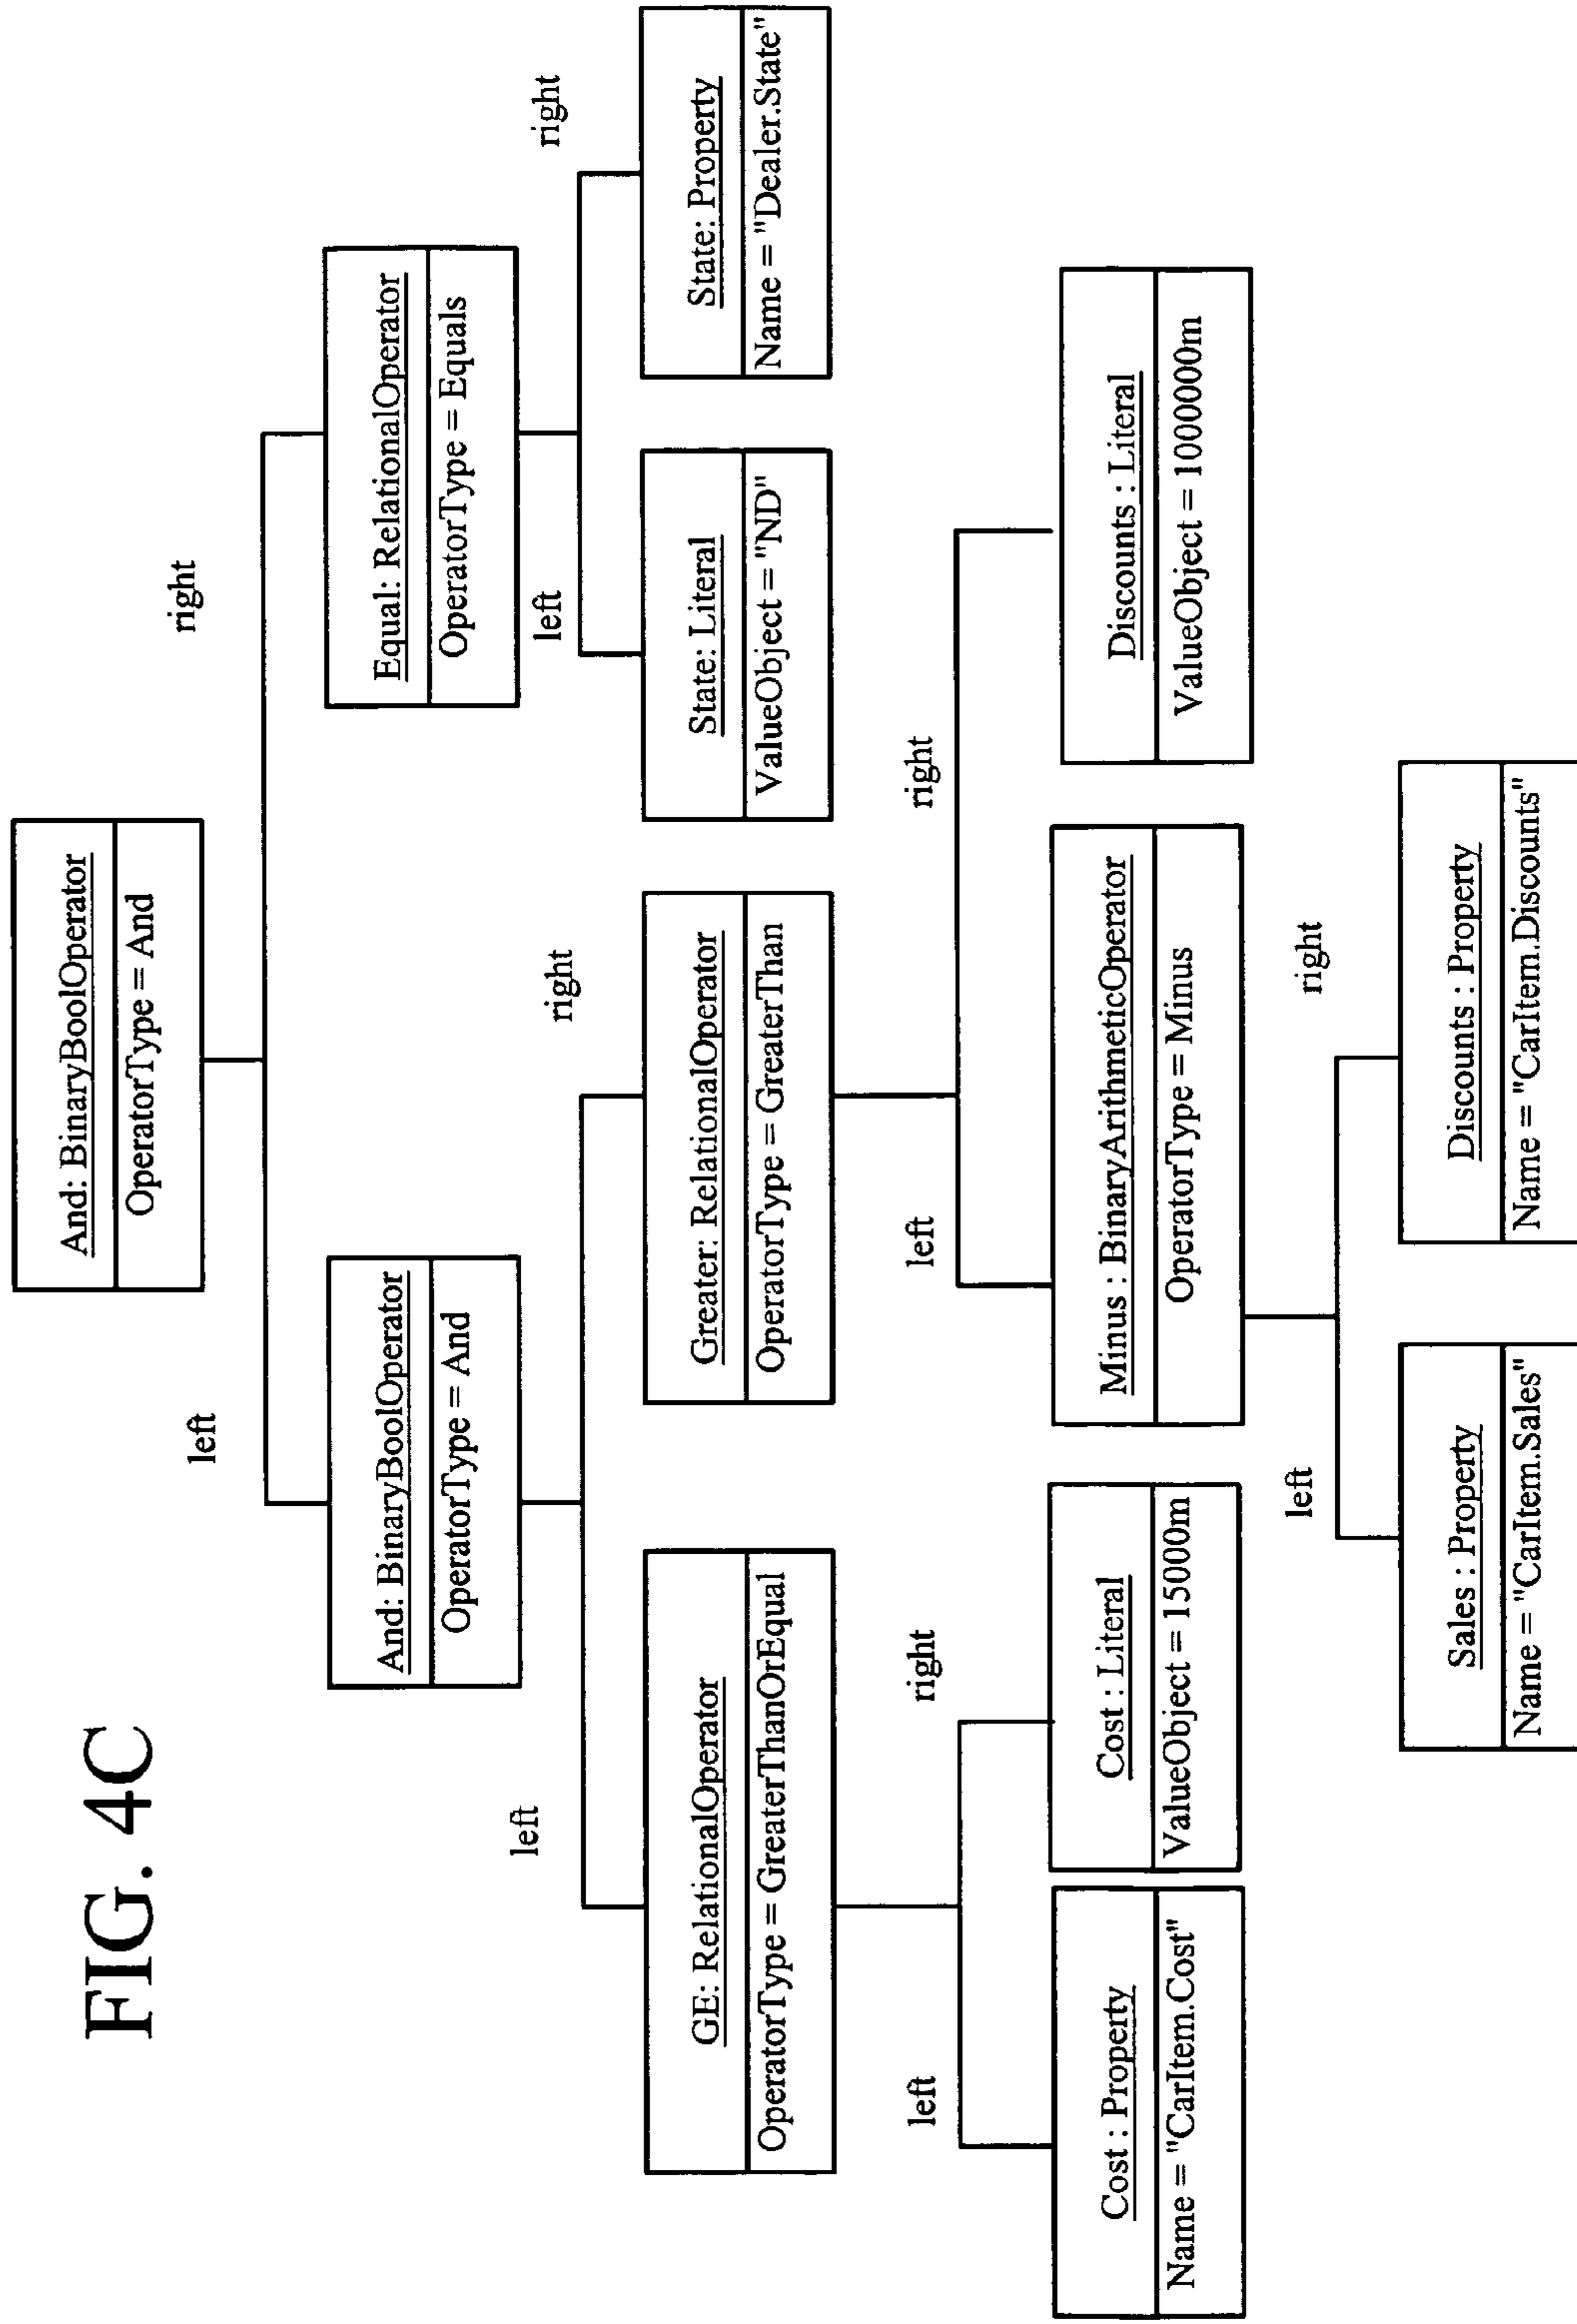 FIG. 4C
And: BinaryBoolOperator
OperatorType = And
left
right
And: BinaryBoolOperator
OperatorType = And
Equal: RelationalOperator
OperatorType = Equals
left
right
left
right
GE: RelationalOperator
OperatorType = GreaterThanOrEqual
Greater: RelationalOperator
OperatorType = GreaterThan
State: Literal
ValueObject = "ND"
State: Property
Name = "Dealer.State"
left
right
left
right
Cost : Property
Name = "CarItem.Cost"
Cost : Literal
ValueObject = 15000m
Minus : BinaryArithmeticOperator
OperatorType = Minus
Discounts : Literal
ValueObject = 1000000m
left
right
Sales : Property
Name = "CarItem.Sales"
Discounts : Property
Name = "CarItem.Discounts"